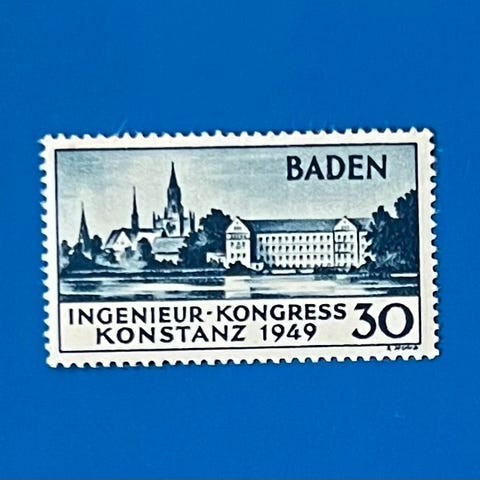 BADEN
INGENIEUR-KONGRESS
KONSTANZ 1949 30